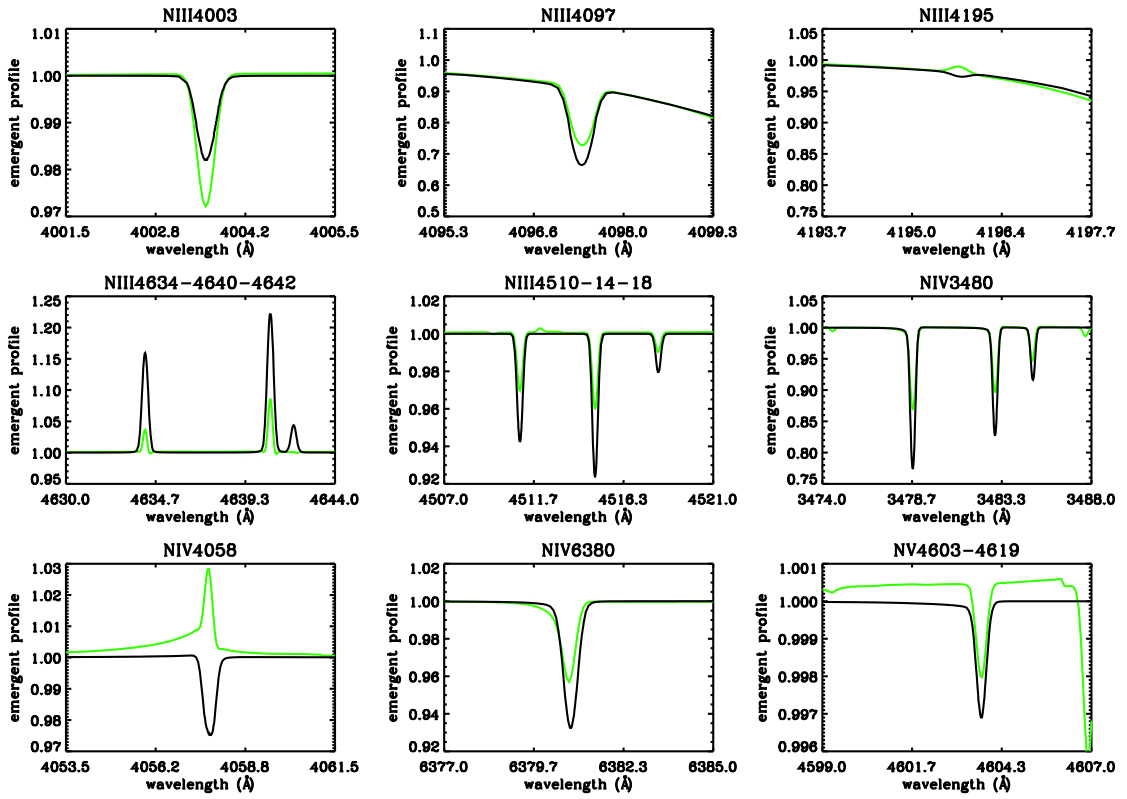 NIII4003
NIII4097
NIII4195
1.01
1.00
0.99
0.98
0.97
emergent profile
4001.5 4002.8 4004.2 4005.5
wavelength (Å)
1.1
1.0
0.9
0.8
0.7
0.6
0.5
emergent profile
4095.3 4096.6 4098.0 4099.3
wavelength (Å)
1.05
1.00
0.95
0.90
0.85
0.80
0.75
emergent profile
4193.7 4195.0 4196.4 4197.7
wavelength (Å)
NIII4634-4640-4642
NIII4510-14-18
NIV3480
1.25
1.20
1.15
1.10
1.05
1.00
0.95
emergent profile
4630.0 4634.7 4639.3 4644.0
wavelength (Å)
1.02
1.00
0.98
0.96
0.94
0.92
emergent profile
4507.0 4511.7 4516.3 4521.0
wavelength (Å)
1.05
1.00
0.95
0.90
0.85
0.80
0.75
emergent profile
3474.0 3478.7 3483.3 3488.0
wavelength (Å)
NIV4058
NIV6380
NV4603-4619
1.03
1.02
1.01
1.00
0.99
0.98
0.97
emergent profile
4053.5 4056.2 4058.8 4061.5
wavelength (Å)
1.02
1.00
0.98
0.96
0.94
0.92
emergent profile
6377.0 6379.7 6382.3 6385.0
wavelength (Å)
1.001
1.000
0.999
0.998
0.997
0.996
emergent profile
4599.0 4601.7 4604.3 4607.0
wavelength (Å)